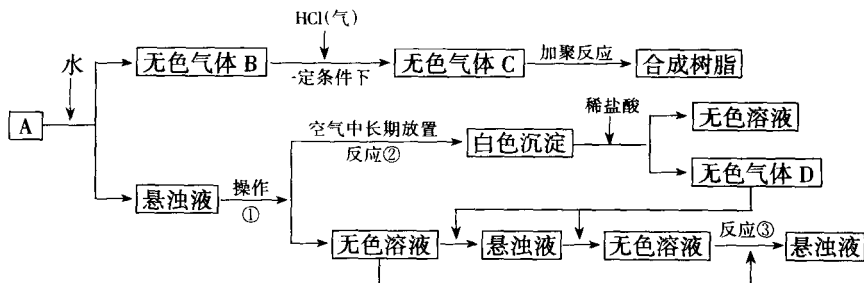 HCl(气)
水
无色气体 B
一定条件下
无色气体 C
加聚反应
合成树脂
A
空气中长期放置
反应②
白色沉淀
稀盐酸
无色溶液
无色气体 D
悬浊液
操作
①
无色溶液
悬浊液
无色溶液
反应③
悬浊液